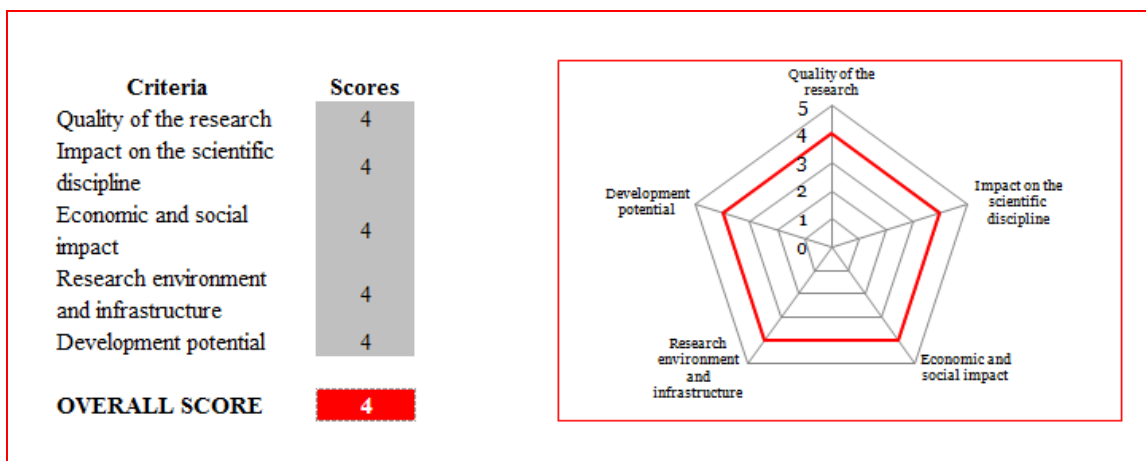 Criteria Scores
Quality of the research 4
Impact on the scientific
discipline 4
Economic and social
impact 4
Research environment
and infrastructure 4
Development potential 4
OVERALL SCORE 4
Quality of the
research
5
4
3
2
1
0
Impact on the
scientific
discipline
Economic and
social impact
Research
environment
and
infrastructure
Development
potential